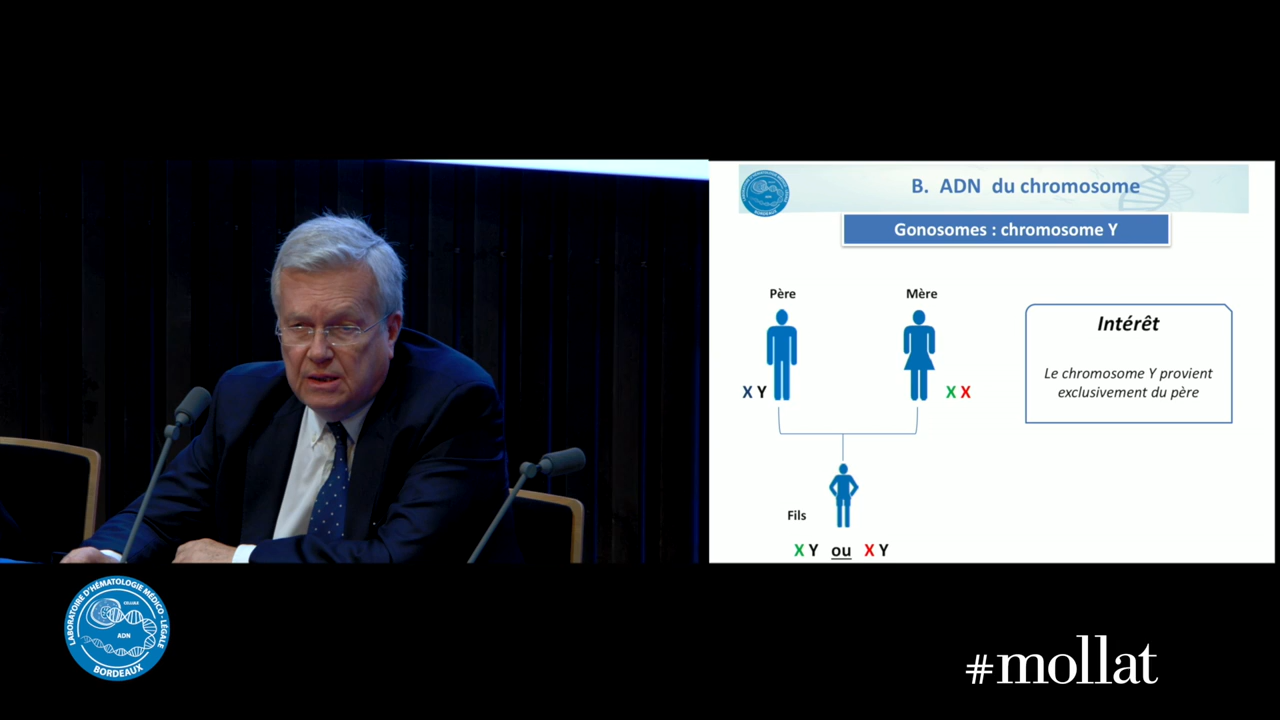 B. ADN du chromosome
Gonosomes : chromosome Y
Père
Mère
Intérêt
Le chromosome Y provient
exclusivement du père
X Y
X X
Fils
X Y ou X Y
LABORATOIRE D'HÉMATOLOGIE MÉDICO - LÉGALE
CELLULE
ADN
BORDEAUX
#mollat